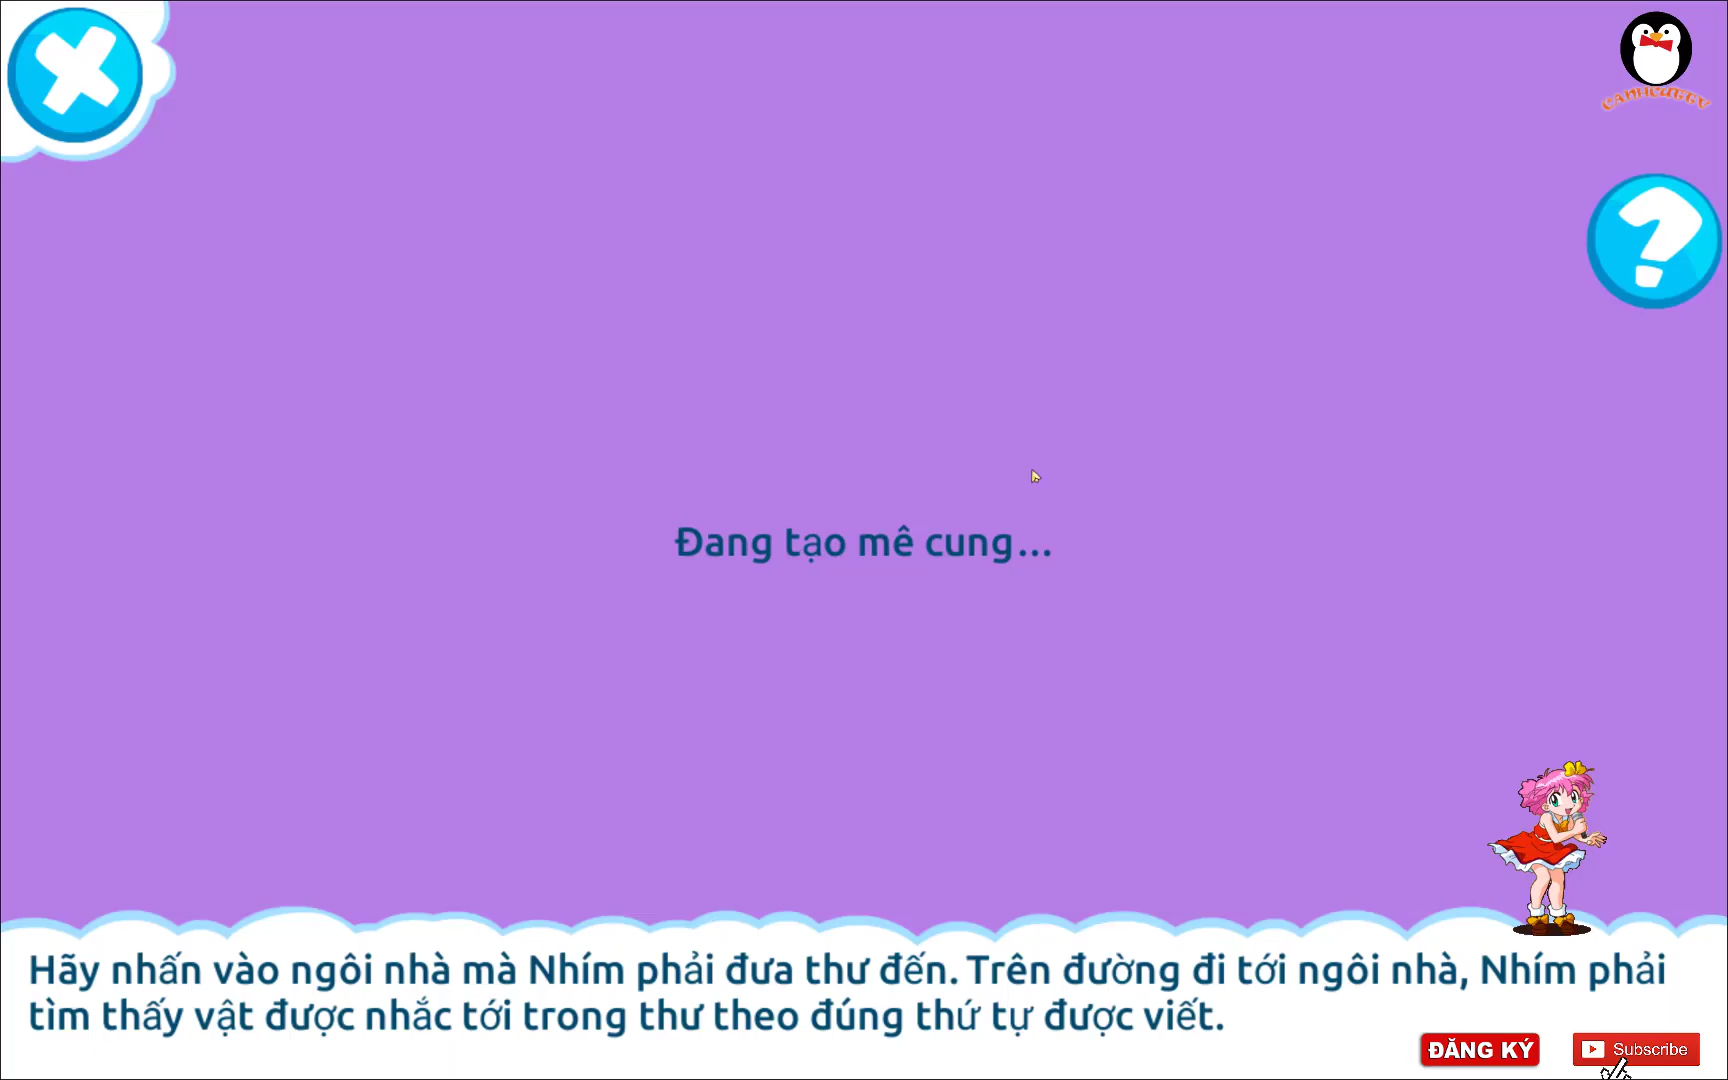 CANHCUTTV
Đang tạo mê cung...
Hãy nhấn vào ngôi nhà mà Nhím phải đưa thư đến. Trên đường đi tới ngôi nhà, Nhím phải
tìm thấy vật được nhắc tới trong thư theo đúng thứ tự được viết.
ĐĂNG KÝ
Subscribe